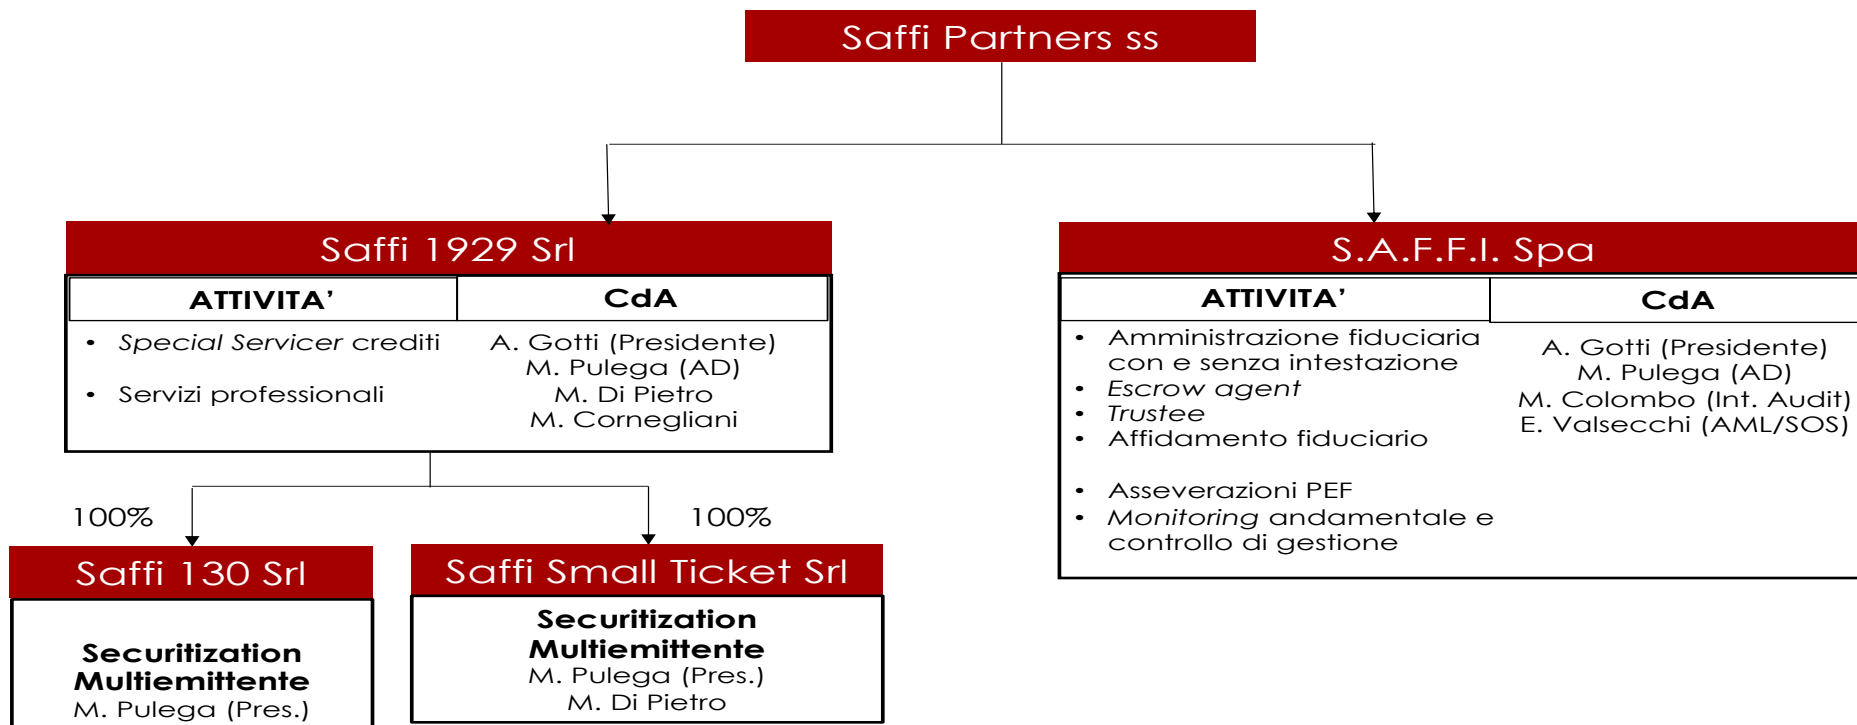 Saffi Partners ss
Saffi 1929 Srl
ATTIVITA’
CdA
• Special Servicer crediti
• Servizi professionali
A. Gotti (Presidente)
M. Pulega (AD)
M. Di Pietro
M. Cornegliani
S.A.F.F.I. Spa
ATTIVITA’
CdA
• Amministrazione fiduciaria
con e senza intestazione
• Escrow agent
• Trustee
• Affidamento fiduciario
• Asseverazioni PEF
• Monitoring andamentale e
controllo di gestione
A. Gotti (Presidente)
M. Pulega (AD)
M. Colombo (Int. Audit)
E. Valsecchi (AML/SOS)
100%
100%
Saffi 130 Srl
Securitization
Multiemittente
M. Pulega (Pres.)
Saffi Small Ticket Srl
Securitization
Multiemittente
M. Pulega (Pres.)
M. Di Pietro